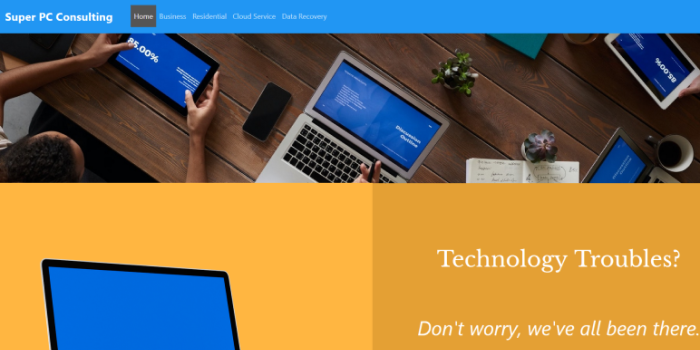 Super PC Consulting
Home Business Residential Cloud Service Data Recovery
85.00%
Discussion
Outline
85.00%
Technology Troubles?
Don't worry, we've all been there.